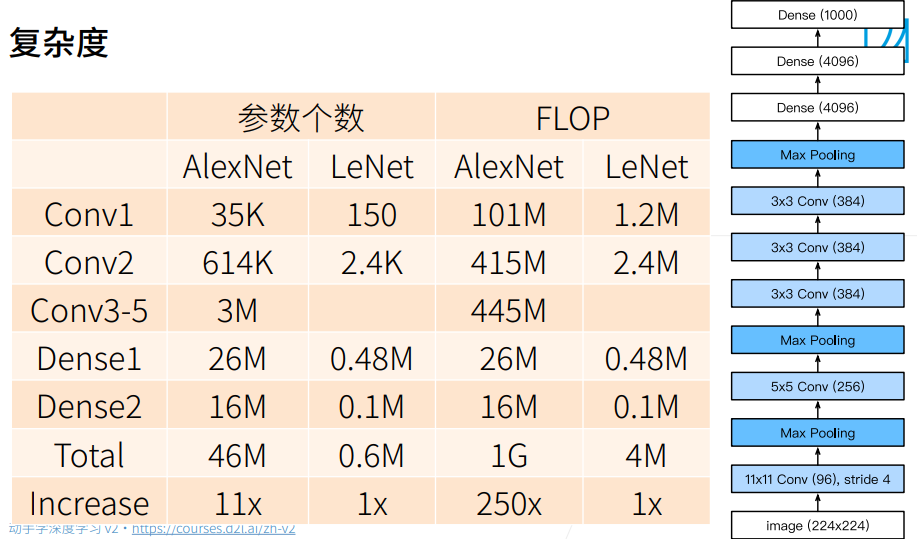 复杂度
参数个数 FLOP
AlexNet LeNet AlexNet LeNet
Conv1 35K 150 101M 1.2M
Conv2 614K 2.4K 415M 2.4M
Conv3-5 3M 445M
Dense1 26M 0.48M 26M 0.48M
Dense2 16M 0.1M 16M 0.1M
Total 46M 0.6M 1G 4M
Increase 11x 1x 250x 1x
动手学深度学习 v2 • https://courses.d2l.ai/zh-v2
Dense (1000)
Dense (4096)
Dense (4096)
Max Pooling
3x3 Conv (384)
3x3 Conv (384)
3x3 Conv (384)
Max Pooling
5x5 Conv (256)
Max Pooling
11x11 Conv (96), stride 4
image (224x224)